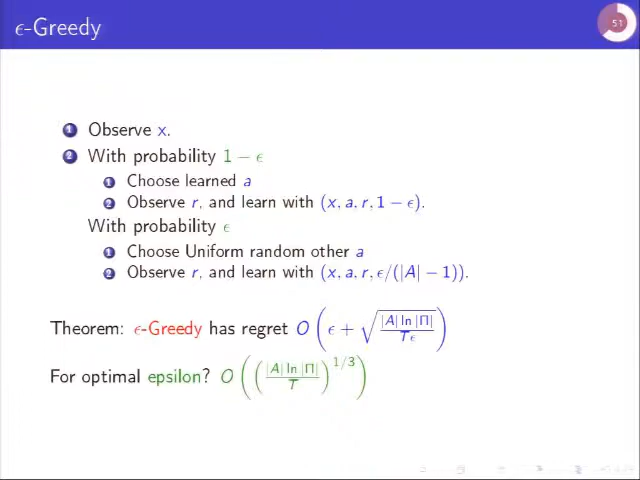 ϵ-Greedy
51
1 Observe x.
2 With probability 1 − ϵ
1 Choose learned a
2 Observe r, and learn with (x, a, r, 1 − ϵ).
With probability ϵ
1 Choose Uniform random other a
2 Observe r, and learn with (x, a, r, ϵ/(|A| − 1)).
Theorem: ϵ-Greedy has regret O(ϵ + √(|A| ln |Π| / Tϵ))
For optimal epsilon? O((|A| ln |Π| / T)^1/3)